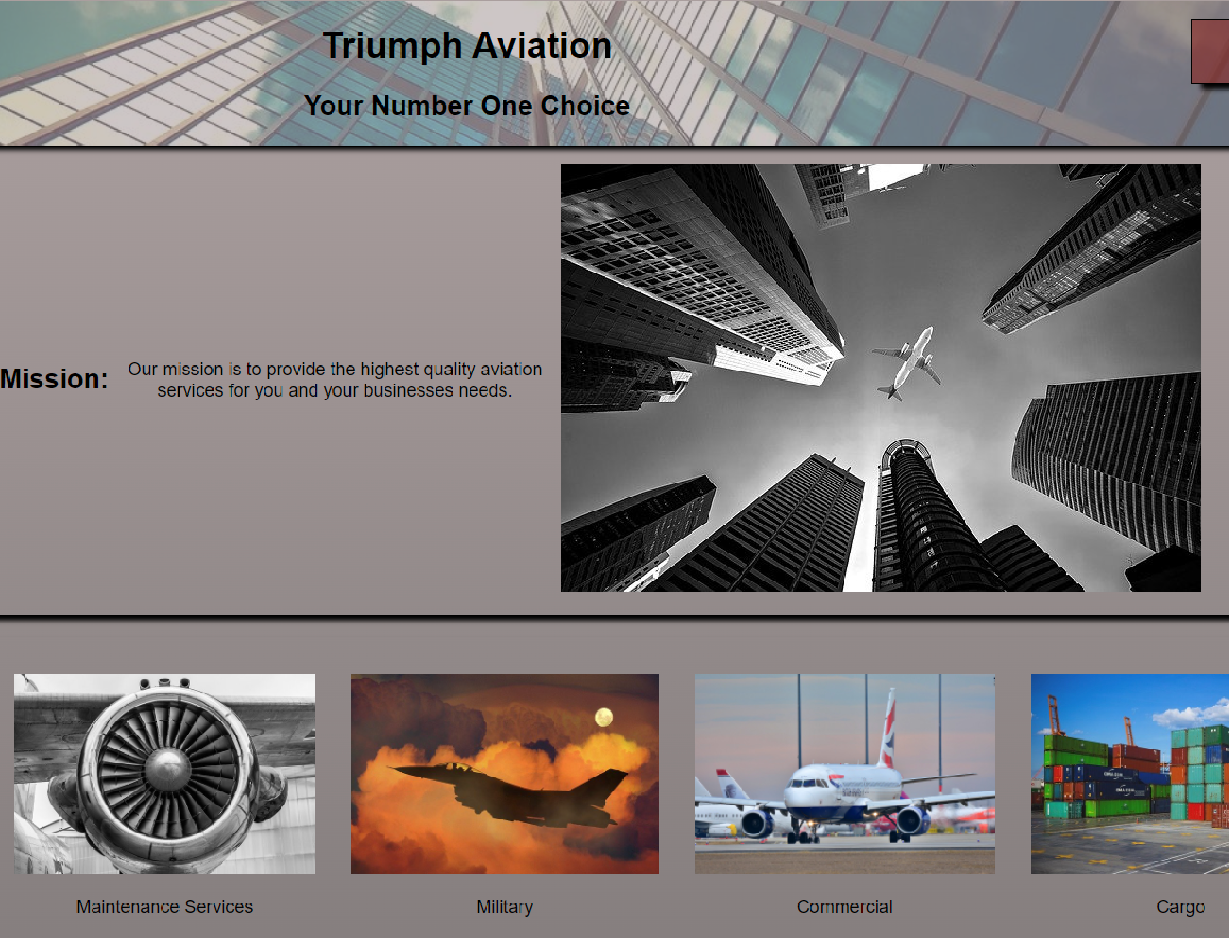 Triumph Aviation
Your Number One Choice
Mission:
Our mission is to provide the highest quality aviation
services for you and your businesses needs.
Maintenance Services
Military
Commercial
Cargo